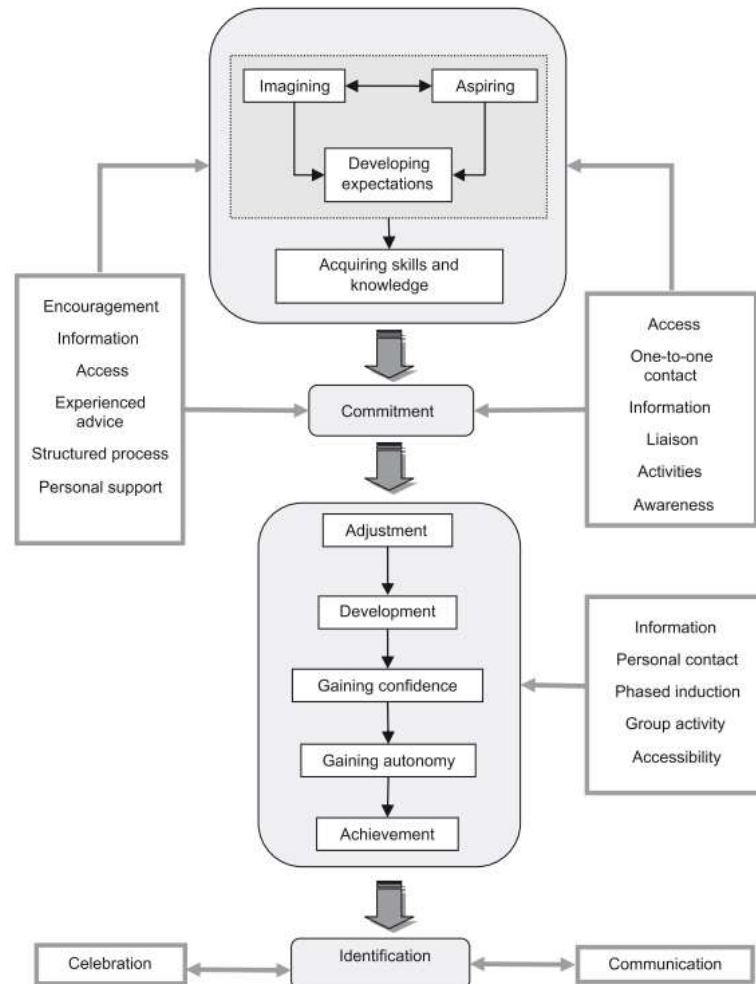 Imagining
Aspiring
Developing
expectations
Acquiring skills and
knowledge
Encouragement
Information
Access
Experienced
advice
Structured process
Personal support
Access
One-to-one
contact
Information
Liaison
Activities
Awareness
Commitment
Adjustment
Development
Gaining confidence
Gaining autonomy
Achievement
Information
Personal contact
Phased induction
Group activity
Accessibility
Celebration
Identification
Communication